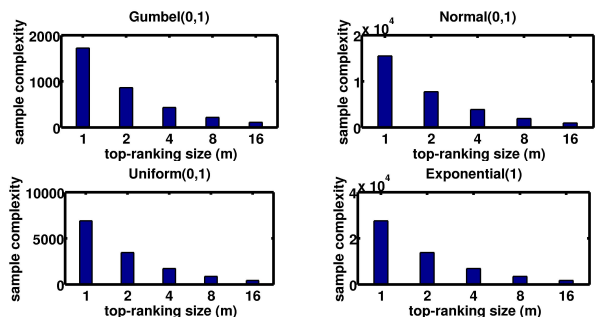 Gumbel(0,1)
2000
1000
0
sample complexity
1 2 4 8 16
top-ranking size (m)
Normal(0,1)
x 10^4
2
1
0
sample complexity
1 2 4 8 16
top-ranking size (m)
Uniform(0,1)
10000
5000
0
sample complexity
1 2 4 8 16
top-ranking size (m)
Exponential(1)
x 10^4
4
2
0
sample complexity
1 2 4 8 16
top-ranking size (m)